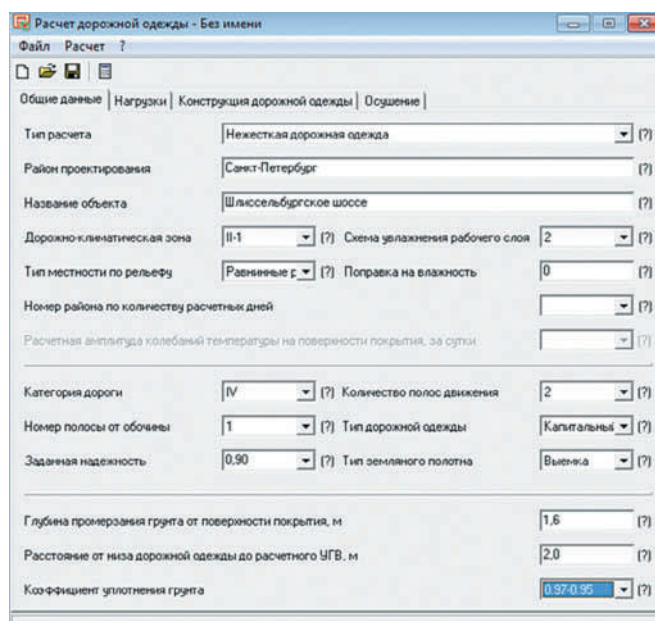 Расчет дорожной одежды - Без имени
Файл Расчет ?
Общие данные Нагрузки Конструкция дорожной одежды Осушение
Тип расчета Нежесткая дорожная одежда (?)
Район проектирования Санкт-Петербург (?)
Название объекта Шлиссельбургское шоссе (?)
Дорожно-климатическая зона II-1 (?) Схема увлажнения рабочего слоя 2 (?)
Тип местности по рельефу Равнинные р (?) Поправка на влажность 0 (?)
Номер района по количеству расчетных дней (?)
Расчетная амплитуда колебаний температуры на поверхности покрытия, за сутки (?)
Категория дороги IV (?) Количество полос движения 2 (?)
Номер полосы от обочины 1 (?) Тип дорожной одежды Капитальны (?)
Заданная надежность 0,90 (?) Тип земляного полотна Выемка (?)
Глубина промерзания грунта от поверхности покрытия, м 1,6 (?)
Расстояние от низа дорожной одежды до расчетного УГВ, м 2,0 (?)
Коэффициент уплотнения грунта 0.97-0.95 (?)